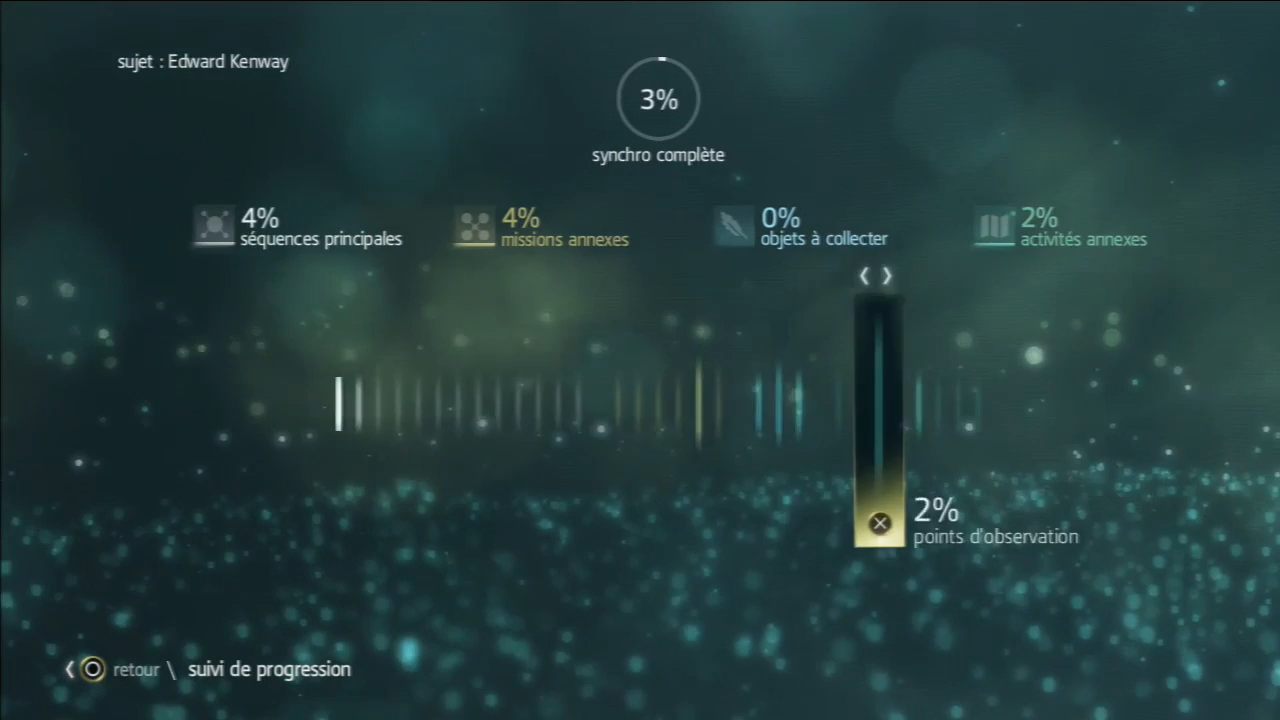 sujet : Edward Kenway
3%
synchro complète
4%
séquences principales
4%
missions annexes
0%
objets à collecter
2%
activités annexes
2%
points d'observation
retour \ suivi de progression